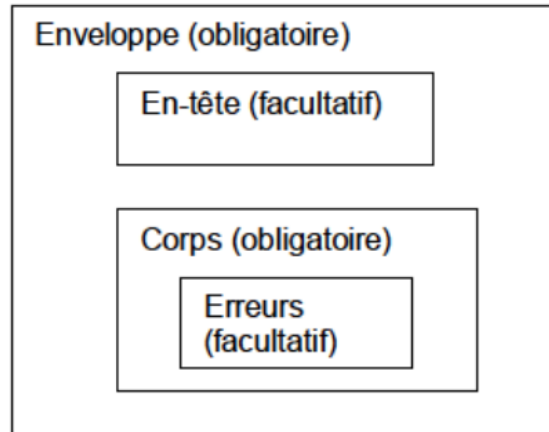 Enveloppe (obligatoire)
En-tête (facultatif)
Corps (obligatoire)
Erreurs
(facultatif)